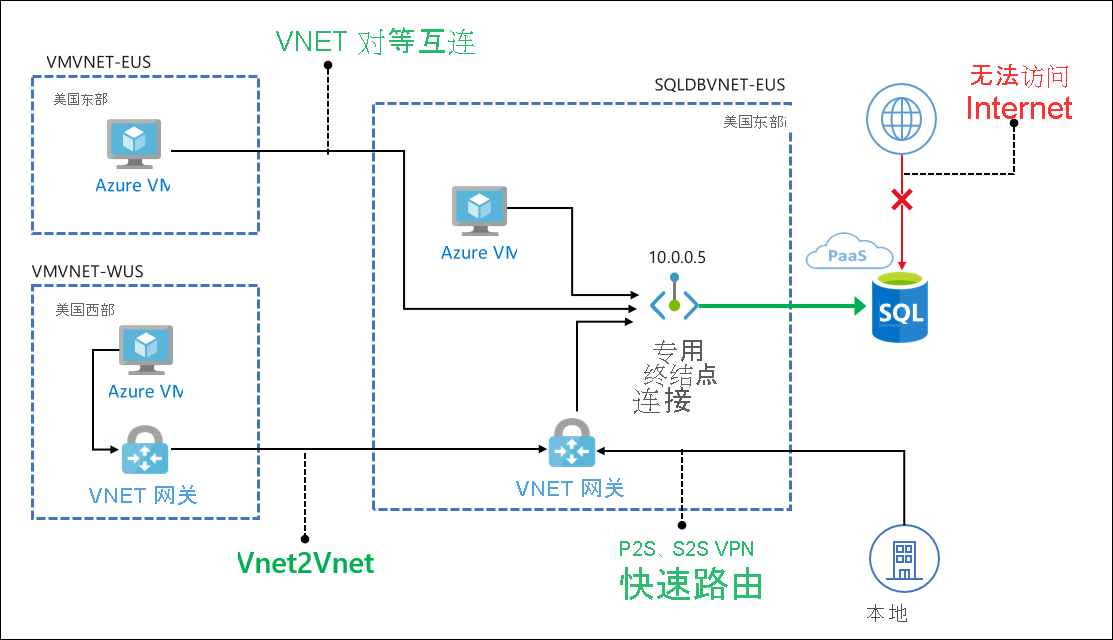 VNET 对等互连
VMVNET-EUS
美国东部
Azure VM
SQLDBVNET-EUS
美国东部i
无法访问
Internet
Azure VM
10.0.0.5
PaaS
SQL
VMVNET-WUS
美国西部
Azure VM
专用
终结点
连接
VNET 网关
VNET 网关
Vnet2Vnet
P2S、S2S VPN
快速路由
本地